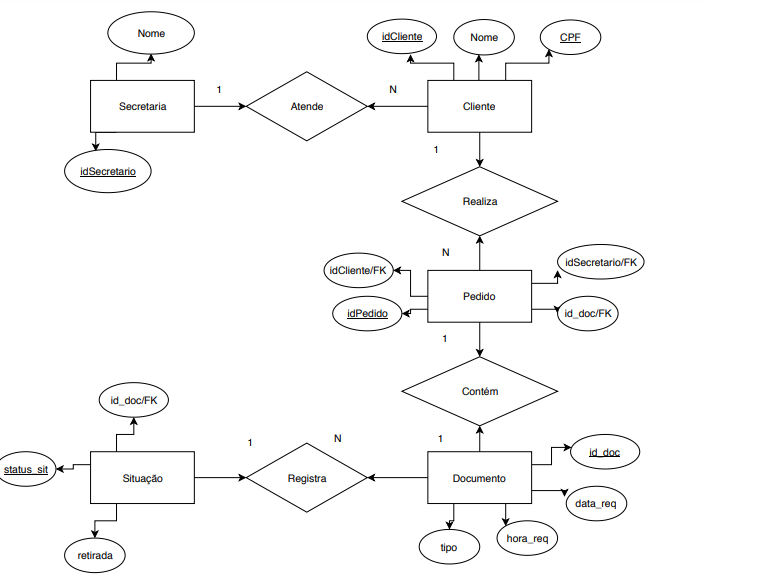 Nome
idCliente
Nome
CPF
Secretaria
1
Atende
N
Cliente
idSecretario
1
Realiza
N
idCliente/FK
idSecretario/FK
Pedido
idPedido
id_doc/FK
1
Contém
id_doc/FK
1
N
1
status_sit
Situação
Registra
Documento
id_doc
data_req
retirada
tipo
hora_req